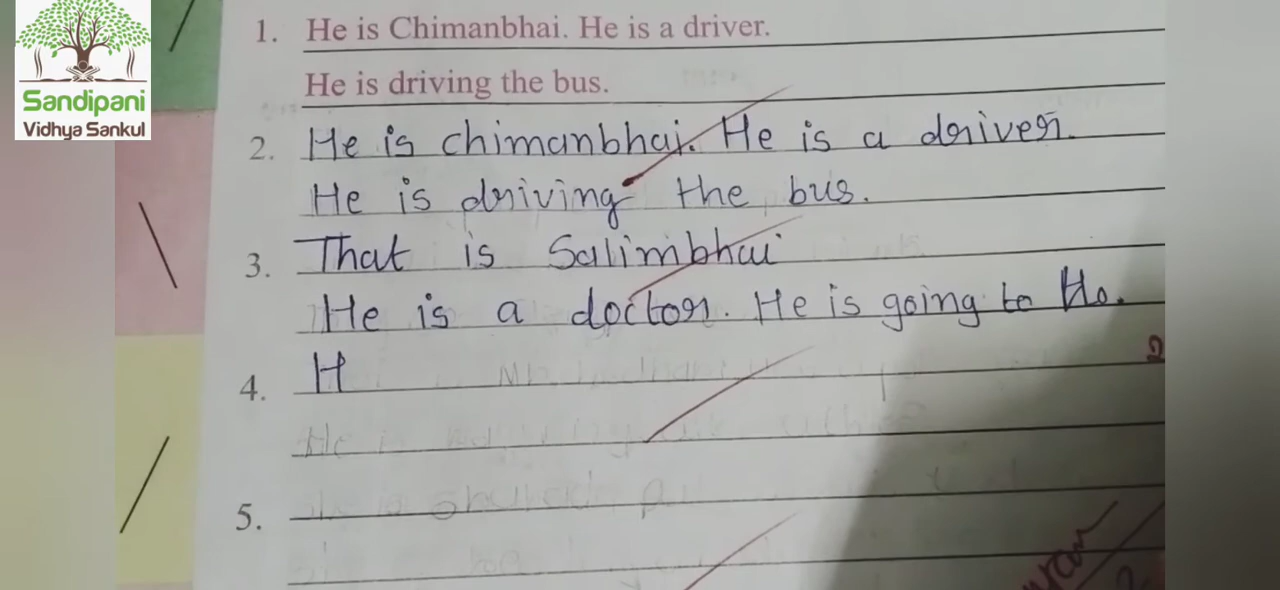 Sandipani
Vidhya Sankul
1. He is Chimanbhai. He is a driver.
He is driving the bus.
2. He is chimanbhai. He is a driver.
He is driving the bus.
3. That is Salimbhai
He is a doctor. He is going to Ho.
4. H
5.